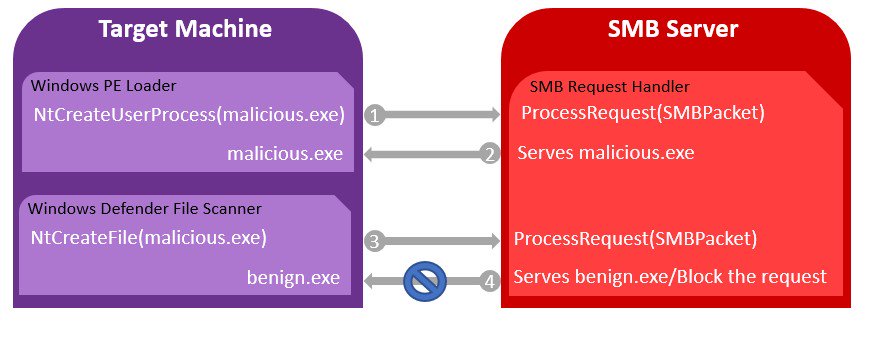 Target Machine
Windows PE Loader
NtCreateUserProcess(malicious.exe)
malicious.exe
Windows Defender File Scanner
NtCreateFile(malicious.exe)
benign.exe
1
2
3
4
SMB Server
SMB Request Handler
ProcessRequest(SMBPacket)
Serves malicious.exe
ProcessRequest(SMBPacket)
Serves benign.exe/Block the request